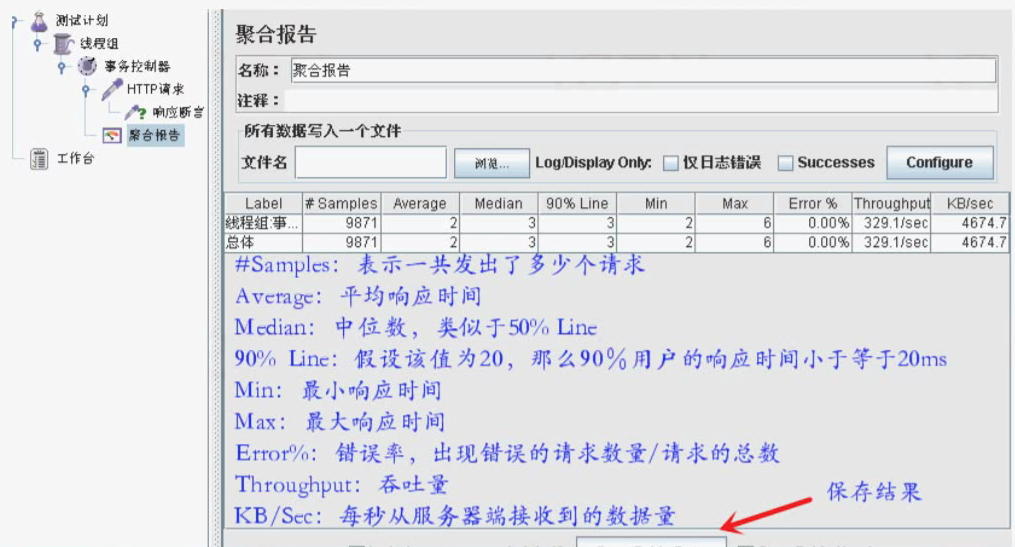 测试计划
线程组
事务控制器
HTTP请求
响应断言
聚合报告
工作台
聚合报告
名称： 聚合报告
注释：
所有数据写入一个文件
文件名 浏览... Log/Display Only: 仅日志错误 Successes Configure
Label # Samples Average Median 90% Line Min Max Error % Throughput KB/sec
线程组:事... 9871 2 3 3 2 6 0.00% 329.1/sec 4674.7
总体 9871 2 3 3 2 6 0.00% 329.1/sec 4674.7
#Samples: 表示一共发出了多少个请求
Average: 平均响应时间
Median: 中位数，类似于50% Line
90% Line: 假设该值为20，那么90%用户的响应时间小于等于20ms
Min: 最小响应时间
Max: 最大响应时间
Error%: 错误率，出现错误的请求数量/请求的总数
Throughput: 吞吐量
KB/Sec: 每秒从服务器端接收到的数据量
保存结果